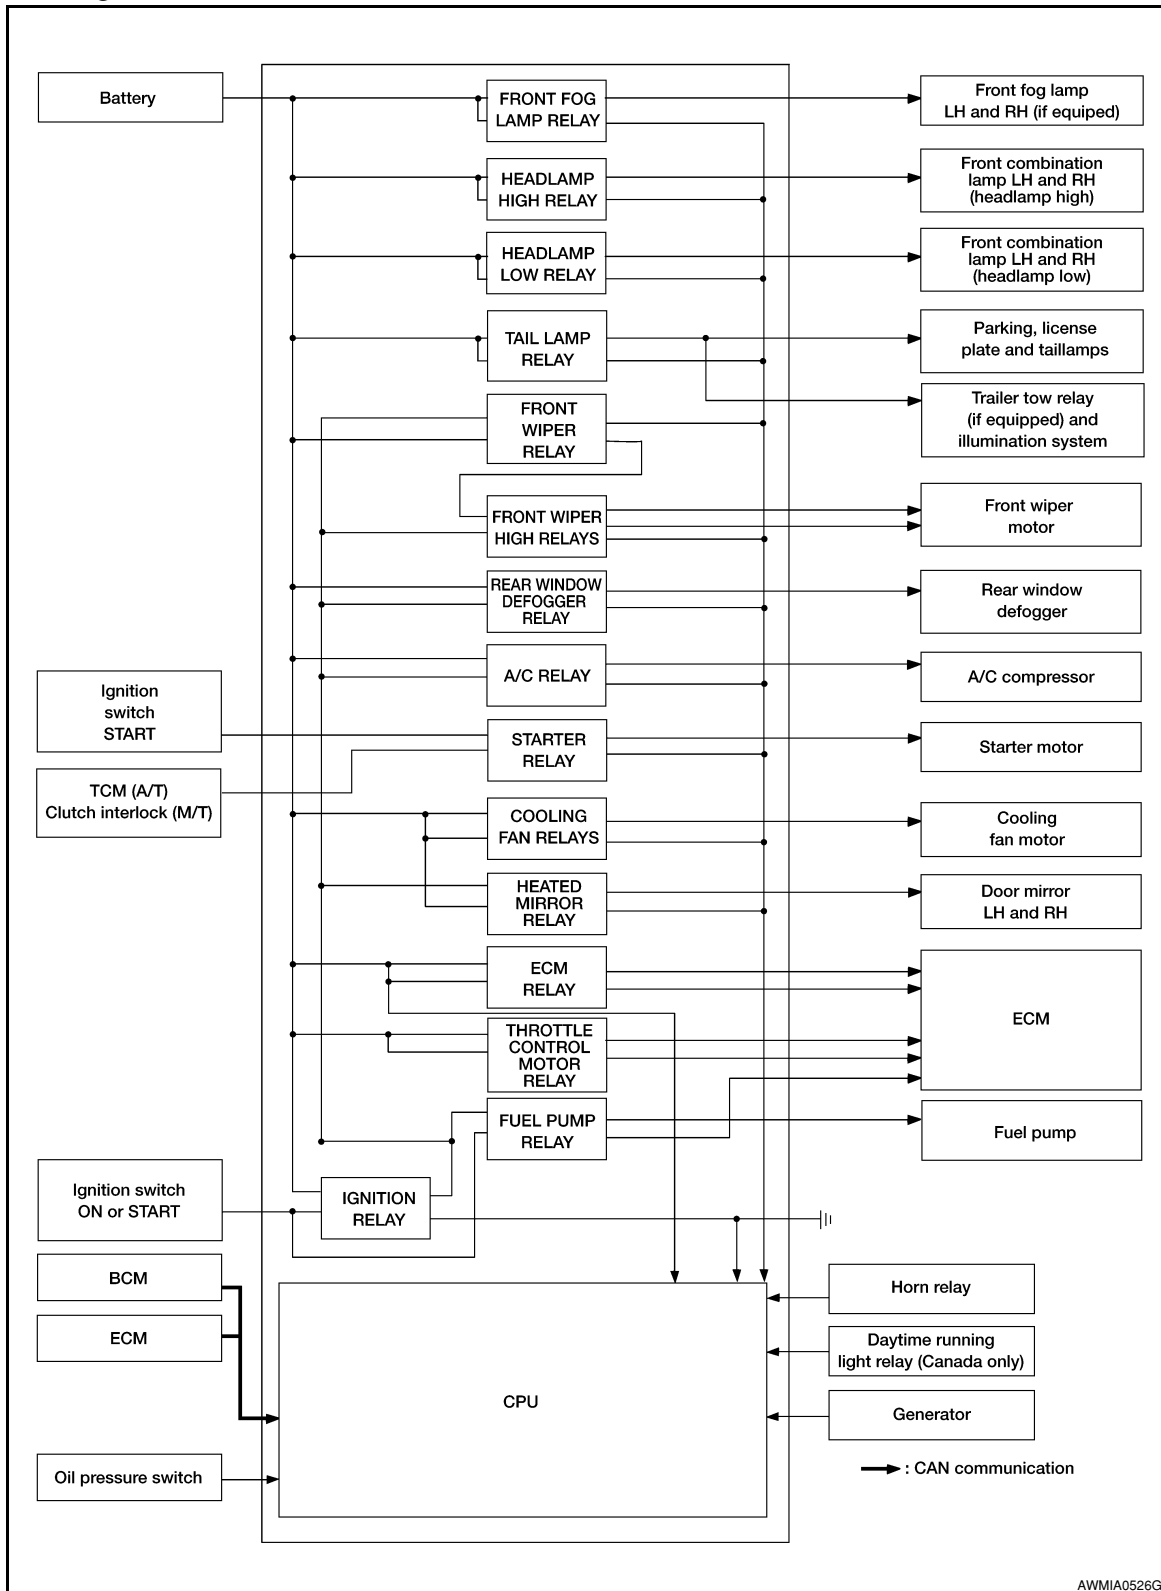 Battery
FRONT FOG
LAMP RELAY
Front fog lamp
LH and RH (if equiped)
HEADLAMP
HIGH RELAY
Front combination
lamp LH and RH
(headlamp high)
HEADLAMP
LOW RELAY
Front combination
lamp LH and RH
(headlamp low)
TAIL LAMP
RELAY
Parking, license
plate and taillamps
FRONT
WIPER
RELAY
Trailer tow relay
(if equipped) and
illumination system
FRONT WIPER
HIGH RELAYS
Front wiper
motor
REAR WINDOW
DEFOGGER
RELAY
Rear window
defogger
A/C RELAY
A/C compressor
Ignition
switch
START
STARTER
RELAY
Starter motor
TCM (A/T)
Clutch interlock (M/T)
COOLING
FAN RELAYS
Cooling
fan motor
HEATED
MIRROR
RELAY
Door mirror
LH and RH
ECM
RELAY
ECM
THROTTLE
CONTROL
MOTOR
RELAY
FUEL PUMP
RELAY
Fuel pump
Ignition switch
ON or START
IGNITION
RELAY
BCM
Horn relay
ECM
Daytime running
light relay (Canada only)
CPU
Generator
Oil pressure switch
: CAN communication
AWMIA0526G